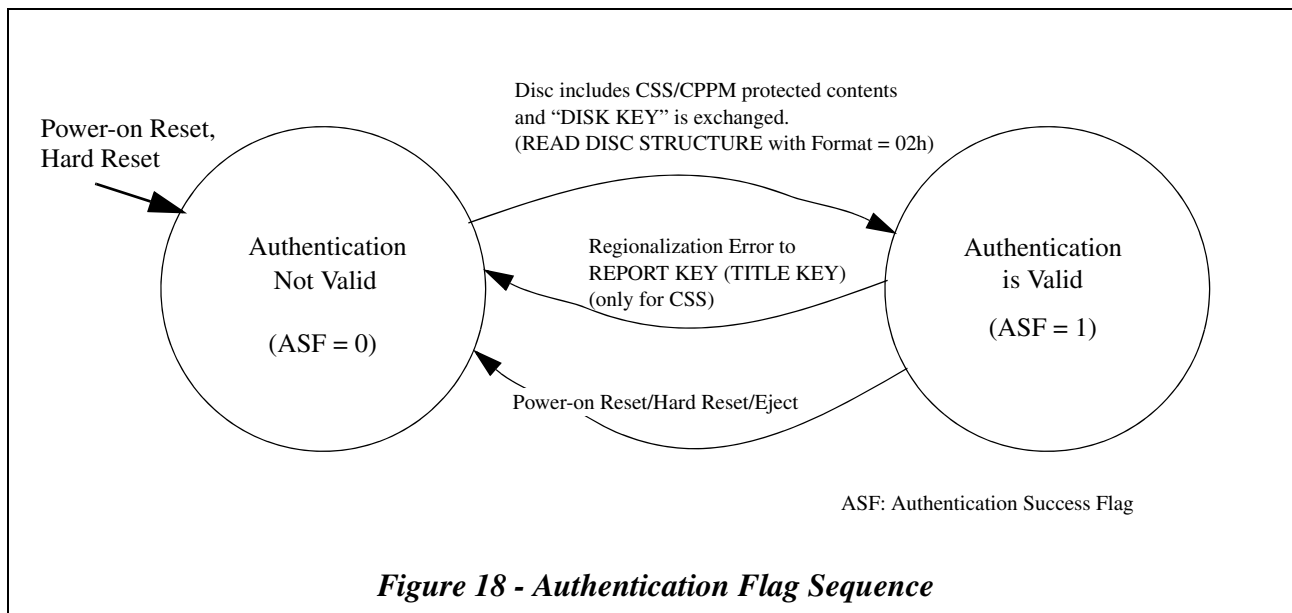 Disc includes CSS/CPPM protected contents
and “DISK KEY” is exchanged.
(READ DISC STRUCTURE with Format = 02h)
Power-on Reset,
Hard Reset
Authentication
Not Valid
(ASF = 0)
Regionalization Error to
REPORT KEY (TITLE KEY)
(only for CSS)
Authentication
is Valid
(ASF = 1)
Power-on Reset/Hard Reset/Eject
ASF: Authentication Success Flag
Figure 18 - Authentication Flag Sequence